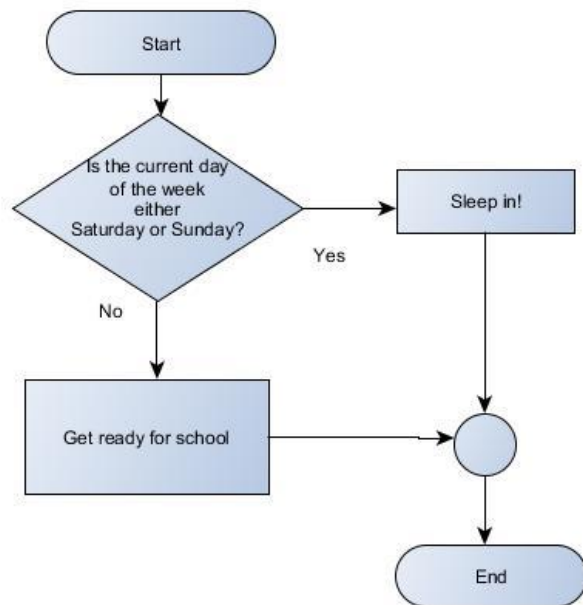 Start
Is the current day
of the week
either
Saturday or Sunday?
Sleep in!
Yes
No
Get ready for school
End